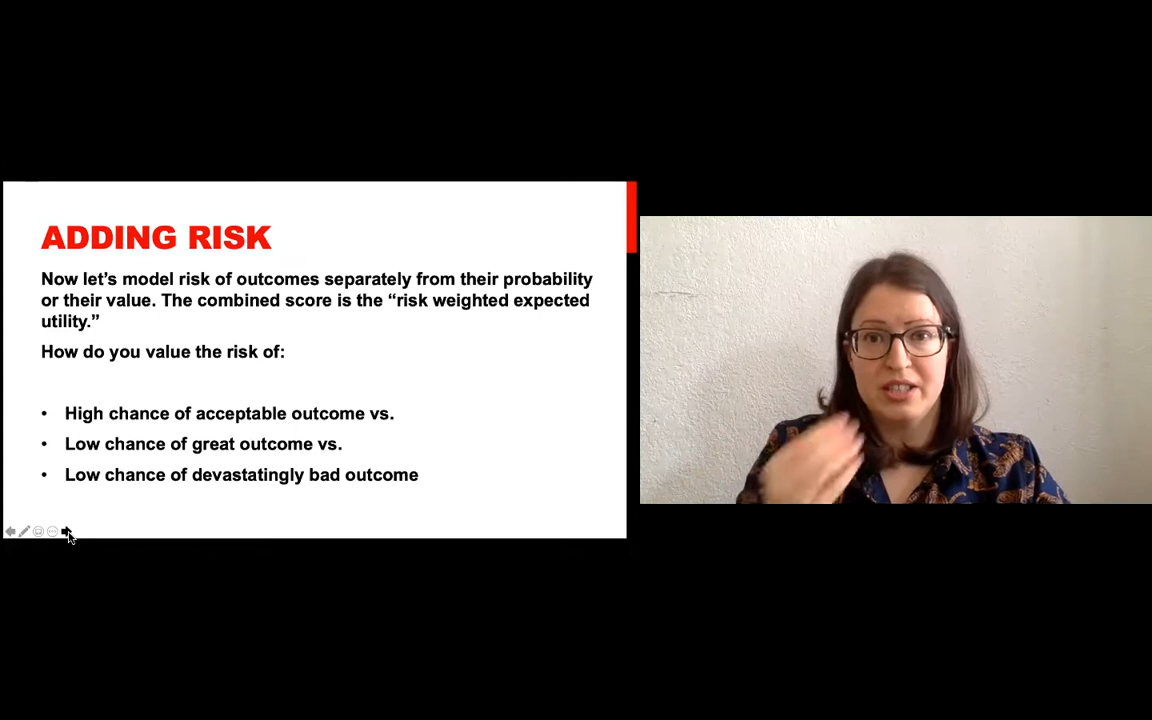 ADDING RISK
Now let’s model risk of outcomes separately from their probability
or their value. The combined score is the “risk weighted expected
utility.”
How do you value the risk of:
• High chance of acceptable outcome vs.
• Low chance of great outcome vs.
• Low chance of devastatingly bad outcome